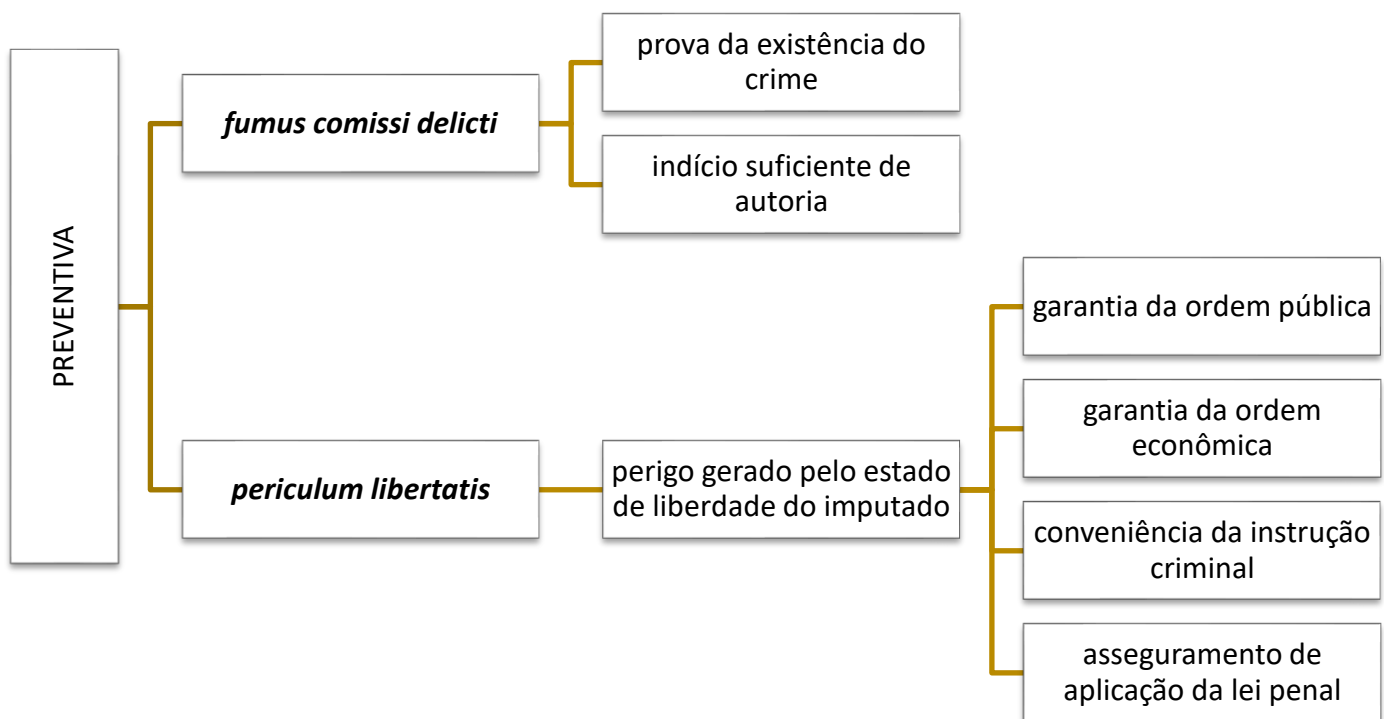 PREVENTIVA
fumus comissi delicti
prova da existência do
crime
indício suficiente de
autoria
periculum libertatis
perigo gerado pelo estado
de liberdade do imputado
garantia da ordem pública
garantia da ordem
econômica
conveniência da instrução
criminal
asseguramento de
aplicação da lei penal